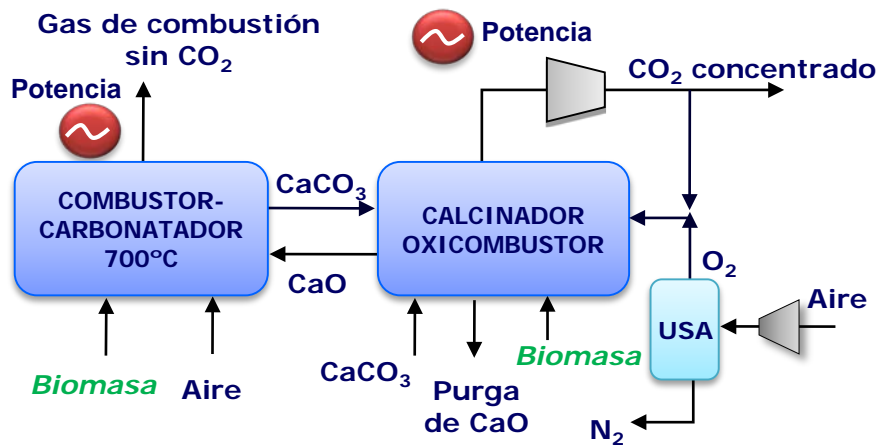 Gas de combustión
sin CO₂
Potencia
Potencia
CO₂ concentrado
COMBUSTOR-
CARBONATADOR
700ºC
CaCO₃
CaO
CALCINADOR
OXICOMBUSTOR
O₂
USA
Aire
Biomasa
Aire
CaCO₃
Purga
de CaO
Biomasa
N₂